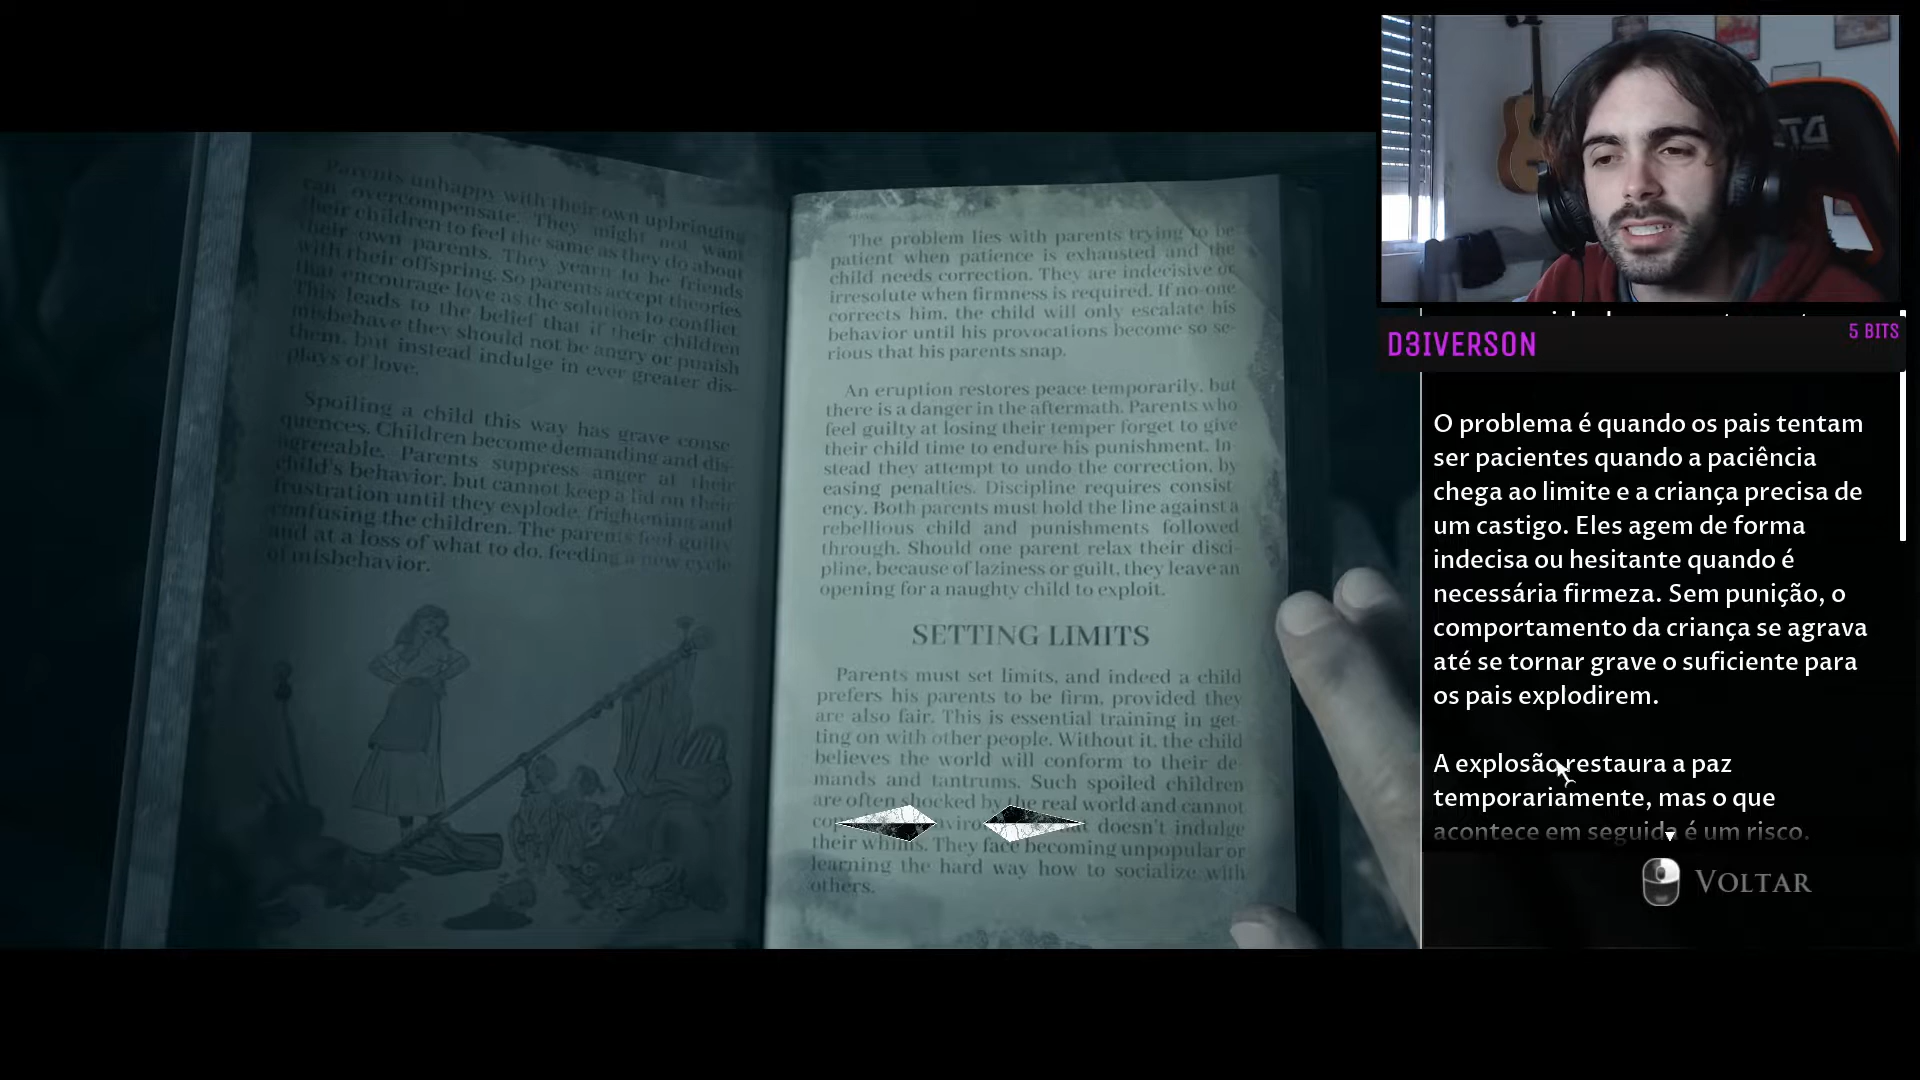 Parents unhappy with their own upbringing
can overcompensate. They might not want
their children to feel the same as they do about
their own parents. They yearn to be friends
with their offspring. So parents accept theories
that encourage love as the solution to conflict.
This leads to the belief that if their children
misbehave they should not be angry or punish
them, but instead indulge in ever greater dis-
plays of love.
Spoiling a child this way has grave conse
quences. Children become demanding and dis-
agreeable. Parents suppress anger at their
child's behavior, but cannot keep a lid on their
frustration until they explode, frightening and
confusing the children. The parents feel guilty
and at a loss of what to do, feeding a new cycle
of misbehavior.
The problem lies with parents trying to be
patient when patience is exhausted and the
child needs correction. They are indecisive or
irresolute when firmness is required. If no-one
corrects him, the child will only escalate his
behavior until his provocations become so se-
rious that his parents snap.
An eruption restores peace temporarily, but
there is a danger in the aftermath. Parents who
feel guilty at losing their temper forget to give
their child time to endure his punishment. In-
stead they attempt to undo the correction, by
easing penalties. Discipline requires consist
ency. Both parents must hold the line against a
rebellious child and punishments followed
through. Should one parent relax their disci-
pline, because of laziness or guilt, they leave an
opening for a naughty child to exploit.
SETTING LIMITS
Parents must set limits, and indeed a child
prefers his parents to be firm, provided they
are also fair. This is essential training in get-
ting on with other people. Without it, the child
believes the world will conform to their de-
mands and tantrums. Such spoiled children
are often shocked by the real world and cannot
doesn't indulge
their whims. They face becoming unpopular or
learning the hard way how to socialize with
others.
TG
D3IVERSON
5 BITS
O problema é quando os pais tentam
ser pacientes quando a paciência
chega ao limite e a criança precisa de
um castigo. Eles agem de forma
indecisa ou hesitante quando é
necessária firmeza. Sem punição, o
comportamento da criança se agrava
até se tornar grave o suficiente para
os pais explodirem.
A explosão restaura a paz
temporariamente, mas o que
acontece em seguida é um risco.
VOLTAR